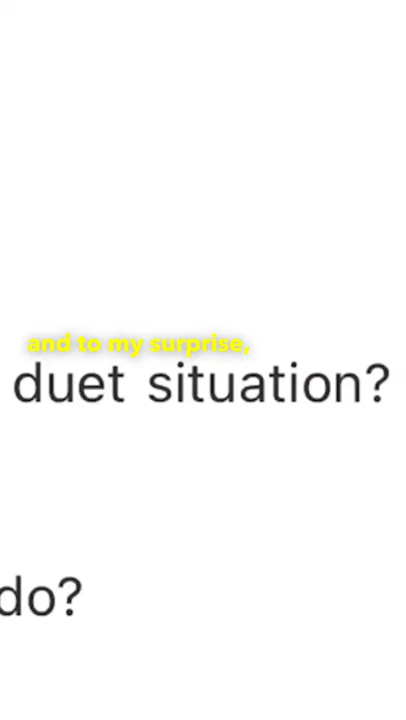 and to my surprise,
duet situation?
do?